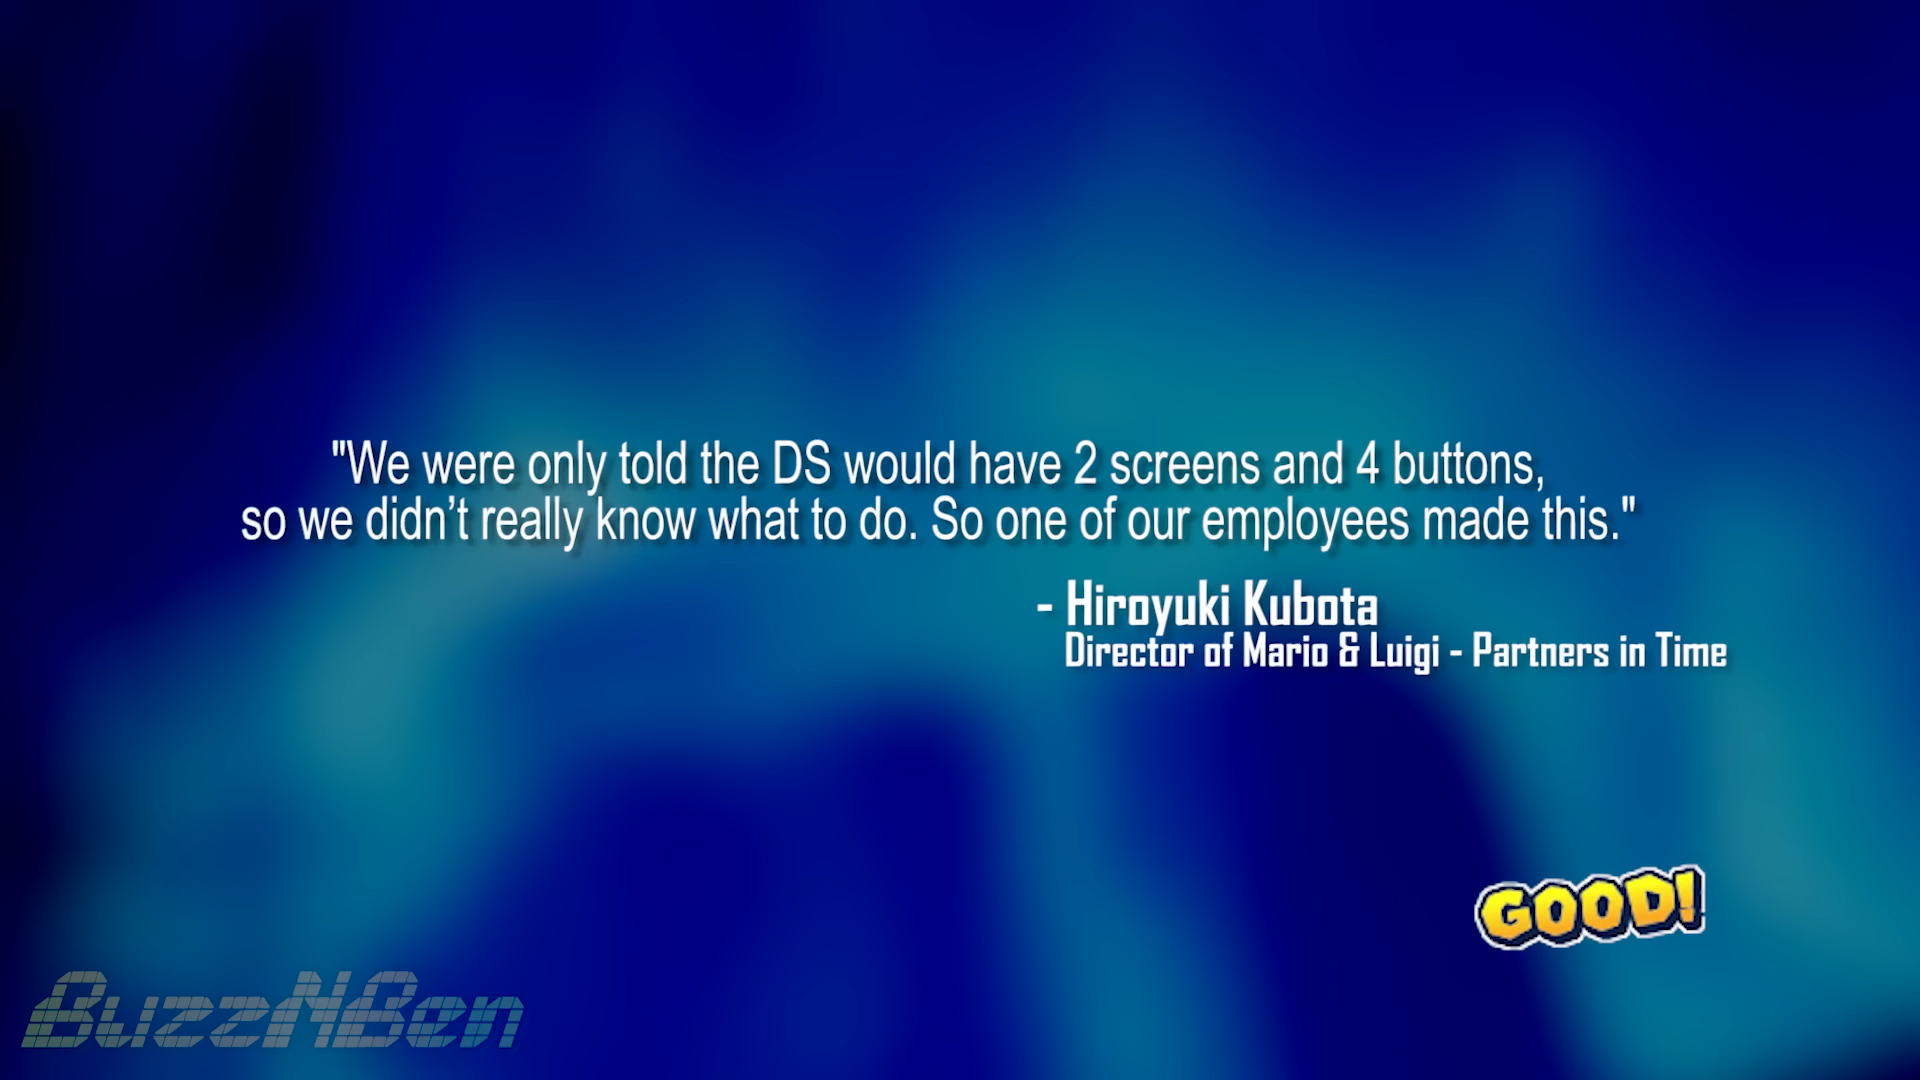 "We were only told the DS would have 2 screens and 4 buttons,
so we didn’t really know what to do. So one of our employees made this."
- Hiroyuki Kubota
Director of Mario & Luigi - Partners in Time
GOOD!
BuzzNBen